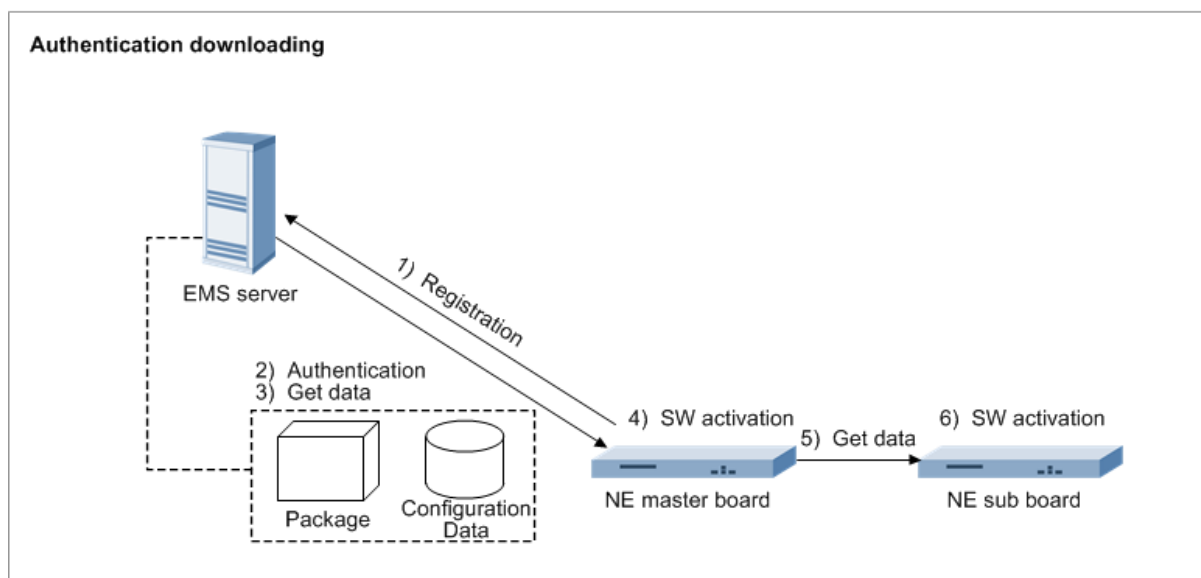 Authentication downloading
EMS server
1) Registration
2) Authentication
3) Get data
Package
Configuration
Data
4) SW activation
NE master board
5) Get data
6) SW activation
NE sub board